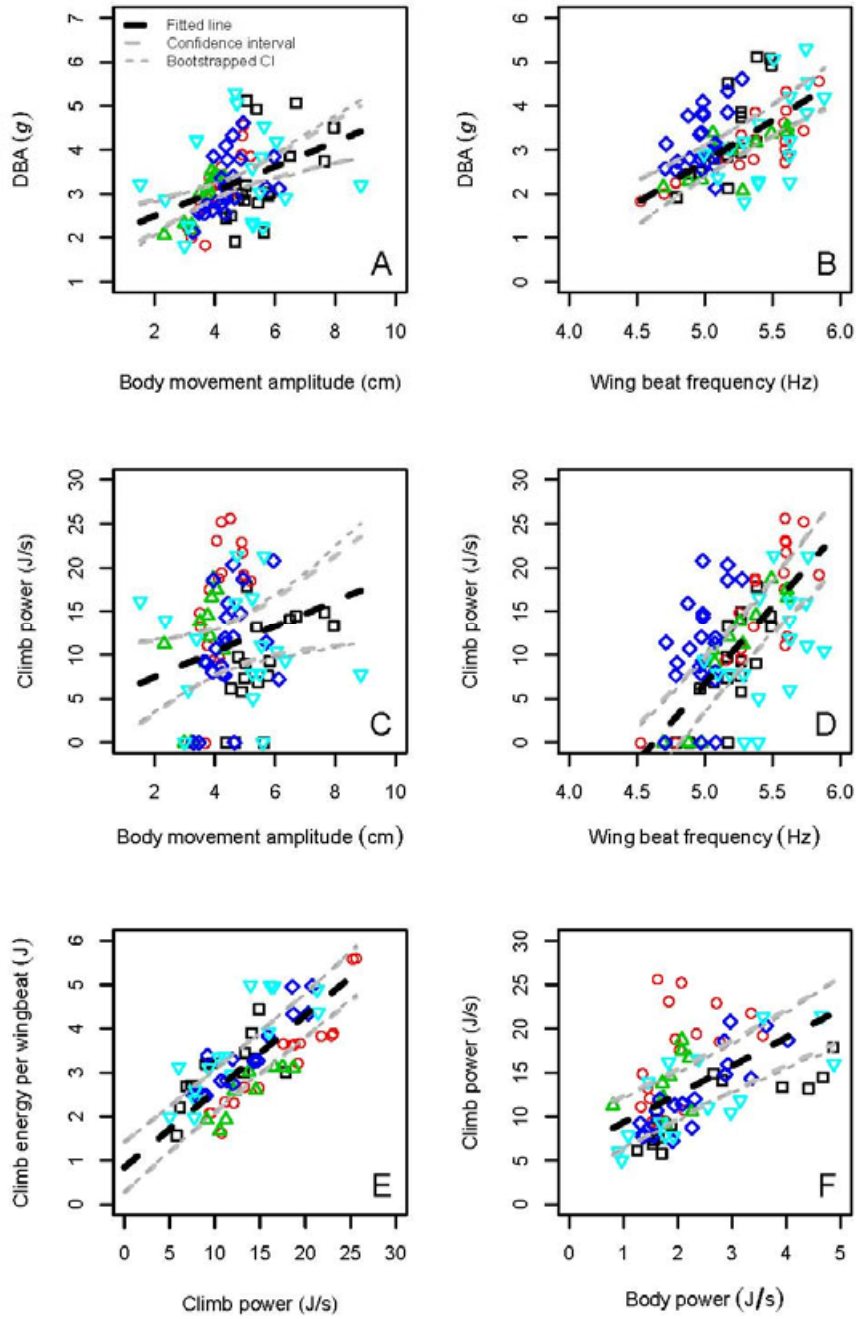 Fitted line
Confidence interval
Bootstrapped CI
DBA (g)
6
5
4
3
2
1
2 4 6 8 10
Body movement amplitude (cm)
A
DBA (g)
6
5
4
3
2
1
0
4.0 4.5 5.0 5.5 6.0
Wing beat frequency (Hz)
B
Climb power (J/s)
30
25
20
15
10
5
0
2 4 6 8 10
Body movement amplitude (cm)
C
Climb power (J/s)
30
25
20
15
10
5
0
4.0 4.5 5.0 5.5 6.0
Wing beat frequency (Hz)
D
Climb energy per wingbeat (J)
6
5
4
3
2
1
0
0 5 10 15 20 25 30
Climb power (J/s)
E
Climb power (J/s)
30
25
20
15
10
5
0
0 1 2 3 4 5
Body power (J/s)
F